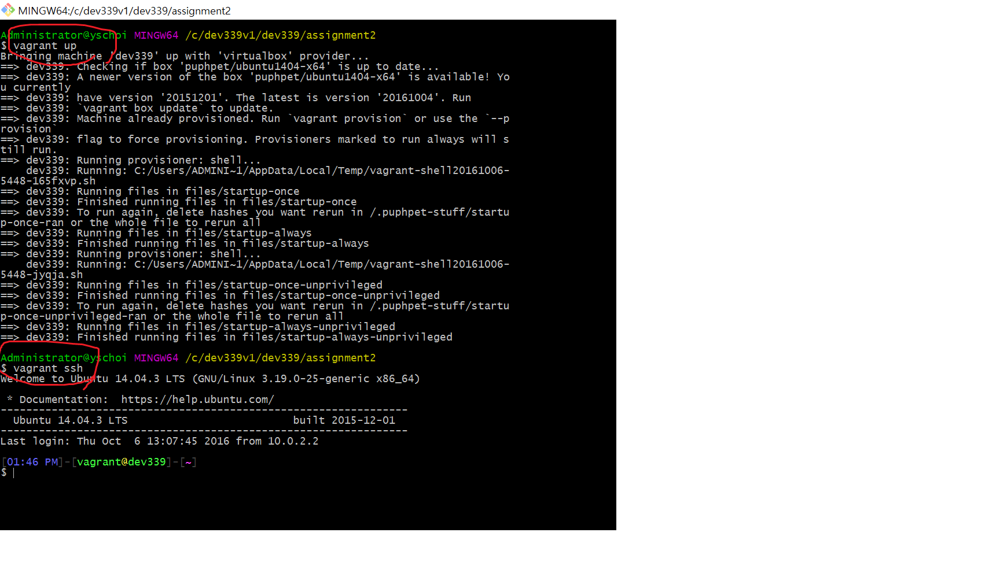 MINGW64:/c/dev339v1/dev339/assignment2
Administrator@yschoi MINGW64 /c/dev339v1/dev339/assignment2
$ vagrant up
Bringing machine 'dev339' up with 'virtualbox' provider...
==> dev339: Checking if box 'puphpet/ubuntu1404-x64' is up to date...
==> dev339: A newer version of the box 'puphpet/ubuntu1404-x64' is available! Yo
u currently
==> dev339: have version '20151201'. The latest is version '20161004'. Run
==> dev339: `vagrant box update` to update.
==> dev339: Machine already provisioned. Run `vagrant provision` or use the `--p
rovision`
==> dev339: flag to force provisioning. Provisioners marked to run always will s
till run.
==> dev339: Running provisioner: shell...
    dev339: Running: C:/Users/ADMINI~1/AppData/Local/Temp/vagrant-shell20161006-
5448-165fxvp.sh
==> dev339: Running files in files/startup-once
==> dev339: Finished running files in files/startup-once
==> dev339: To run again, delete hashes you want rerun in /.puphpet-stuff/startu
p-once-ran or the whole file to rerun all
==> dev339: Running files in files/startup-always
==> dev339: Finished running files in files/startup-always
==> dev339: Running provisioner: shell...
    dev339: Running: C:/Users/ADMINI~1/AppData/Local/Temp/vagrant-shell20161006-
5448-jyqja.sh
==> dev339: Running files in files/startup-once-unprivileged
==> dev339: Finished running files in files/startup-once-unprivileged
==> dev339: To run again, delete hashes you want rerun in /.puphpet-stuff/startu
p-once-unprivileged-ran or the whole file to rerun all
==> dev339: Running files in files/startup-always-unprivileged
==> dev339: Finished running files in files/startup-always-unprivileged
Administrator@yschoi MINGW64 /c/dev339v1/dev339/assignment2
$ vagrant ssh
Welcome to Ubuntu 14.04.3 LTS (GNU/Linux 3.19.0-25-generic x86_64)
 * Documentation:  https://help.ubuntu.com/
----------------------------------------------------------------
  Ubuntu 14.04.3 LTS                          built 2015-12-01
----------------------------------------------------------------
Last login: Thu Oct  6 13:07:45 2016 from 10.0.2.2
[01:46 PM]-[vagrant@dev339]-[~]
$